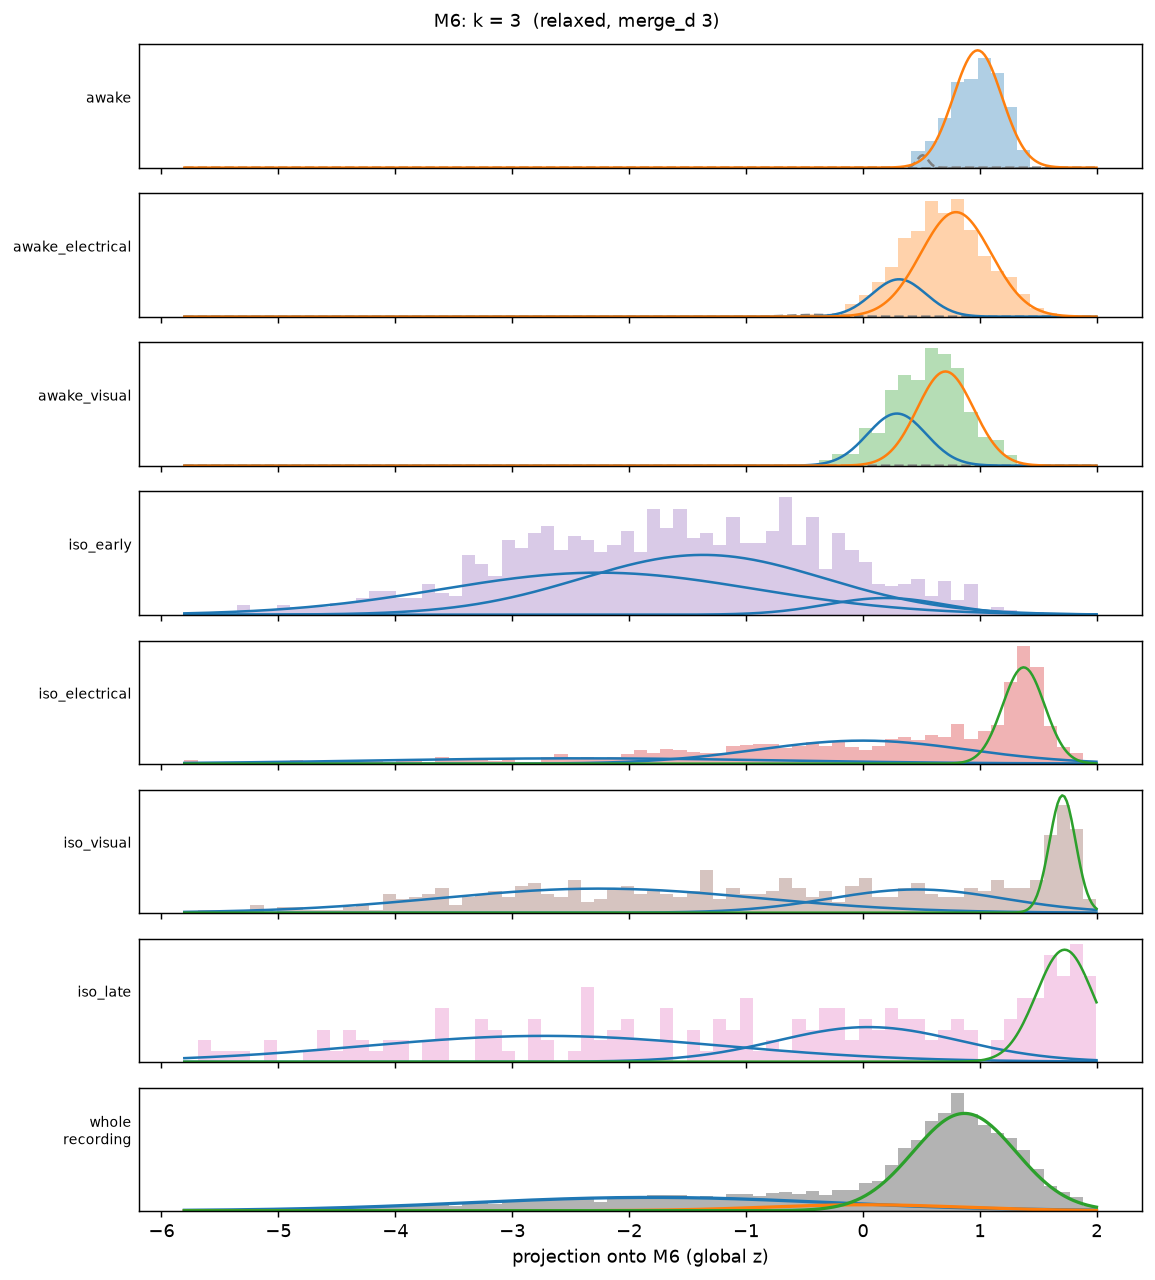 M6: k = 3  (relaxed, merge_d 3)
awake
awake_electrical
awake_visual
iso_early
iso_electrical
iso_visual
iso_late
whole
recording
−6 −5 −4 −3 −2 −1 0 1 2
projection onto M6 (global z)